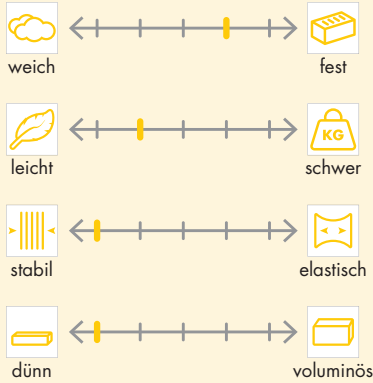 weich fest
KG
leicht schwer
stabil elastisch
dünn voluminös